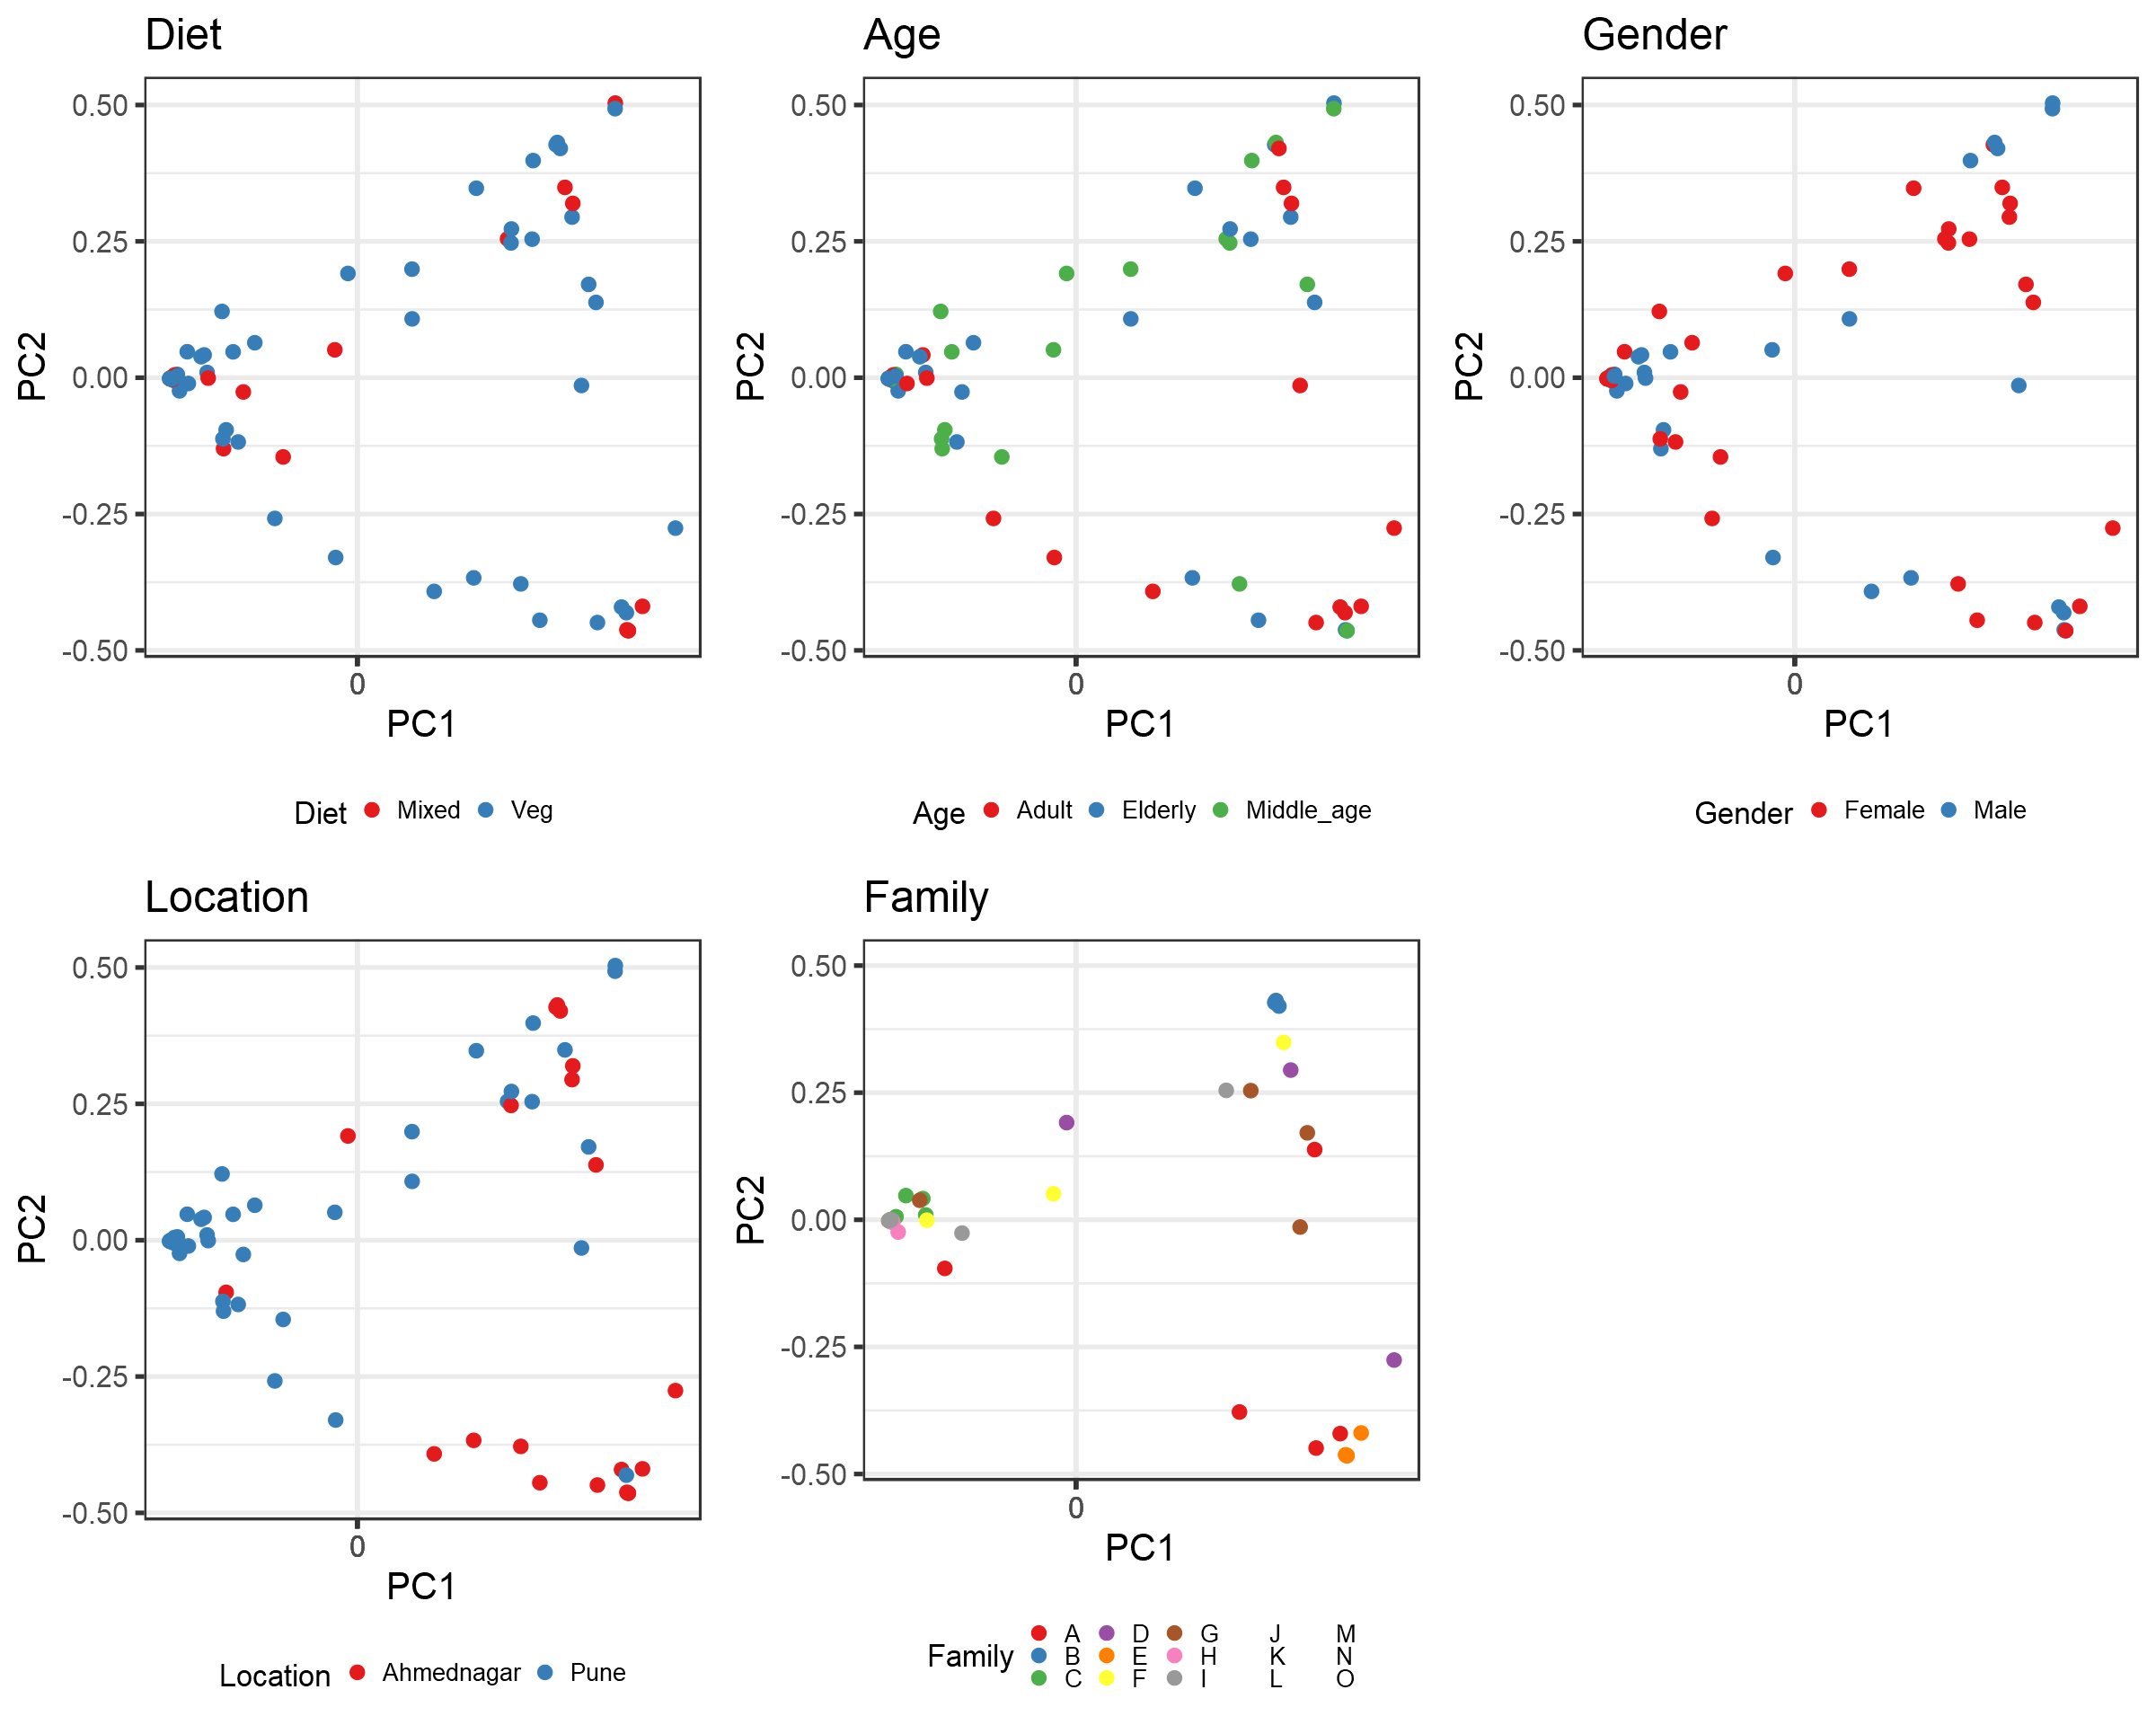 Diet
Age
Gender
0.50
0.25
0.00
-0.25
-0.50
PC2
0
PC1
0.50
0.25
0.00
-0.25
-0.50
PC2
0
PC1
0.50
0.25
0.00
-0.25
-0.50
PC2
0
PC1
Diet Mixed Veg
Age Adult Elderly Middle_age
Gender Female Male
Location
Family
0.50
0.25
0.00
-0.25
-0.50
PC2
0
PC1
0.50
0.25
0.00
-0.25
-0.50
PC2
0
PC1
Location Ahmednagar Pune
Family
A D G J M
B E H K N
C F I L O